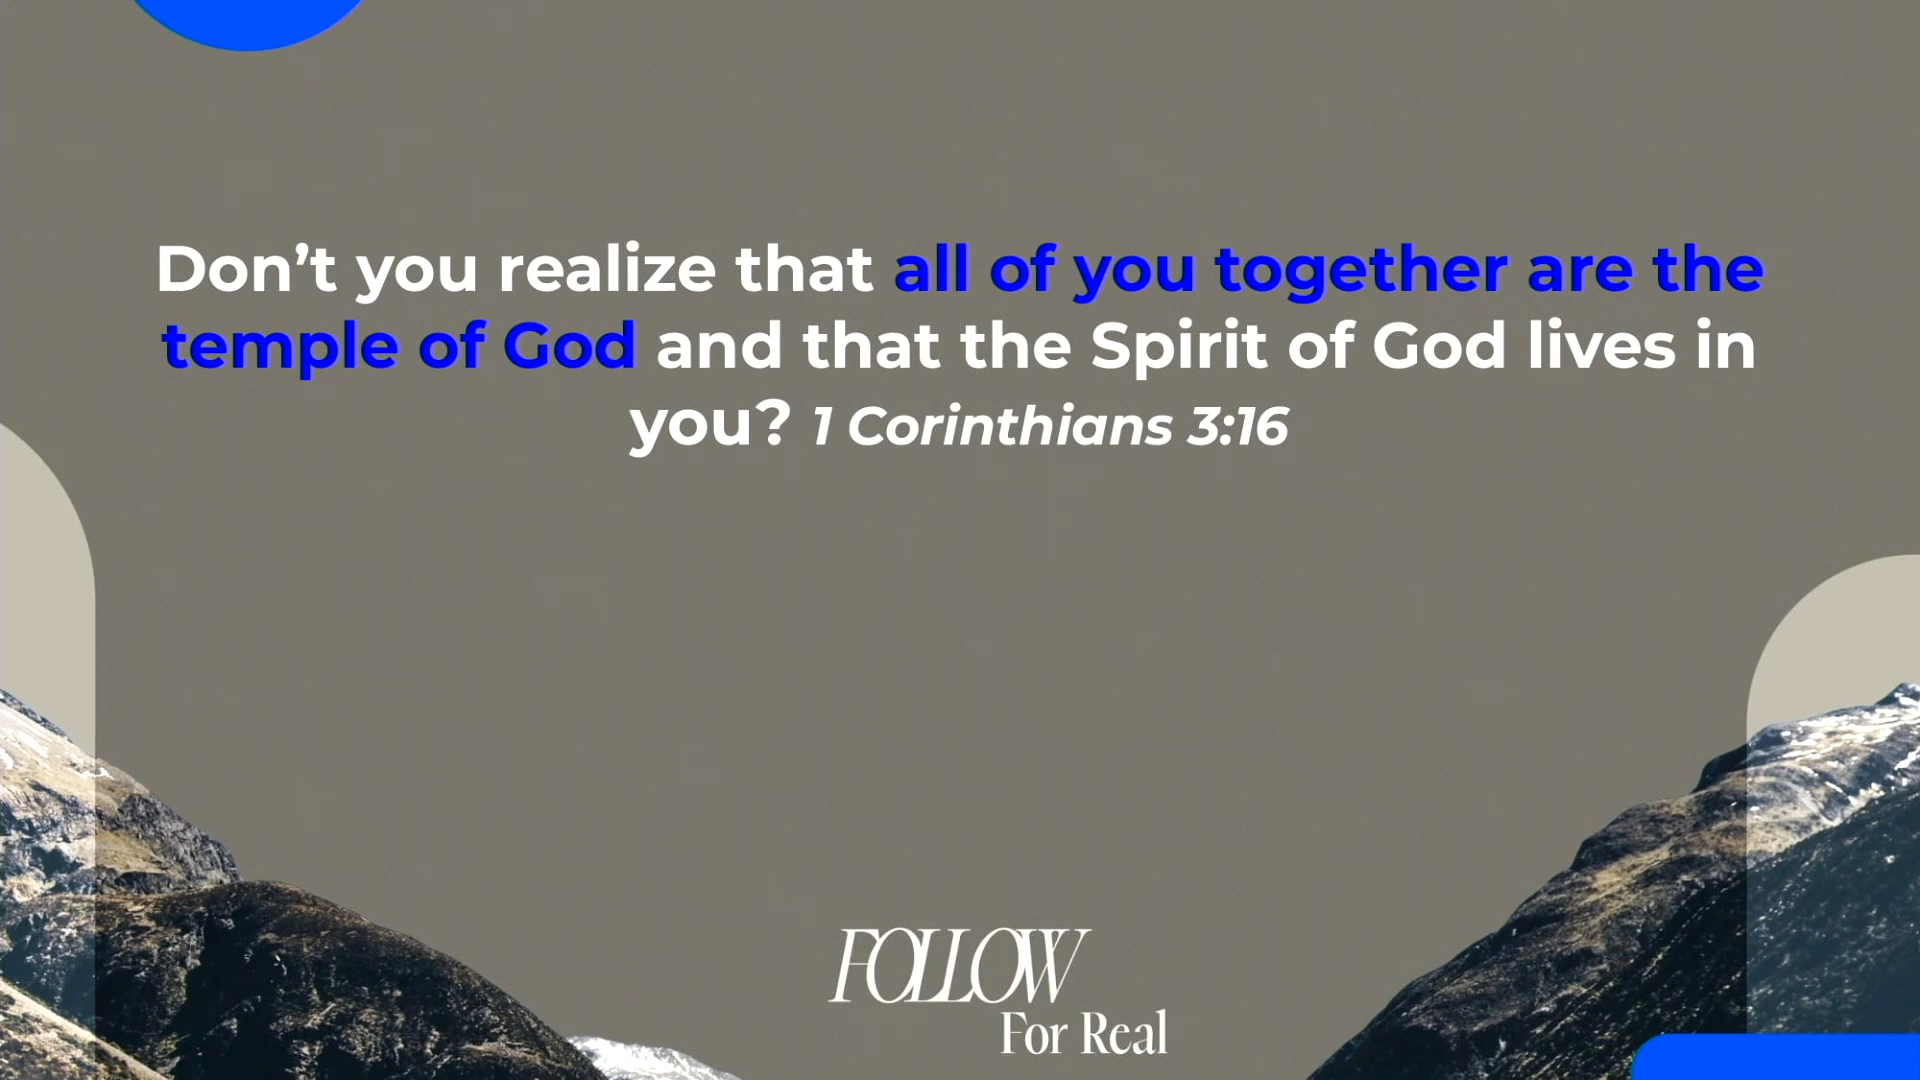 Don’t you realize that all of you together are the
temple of God and that the Spirit of God lives in
you? 1 Corinthians 3:16
FOLLOW
For Real